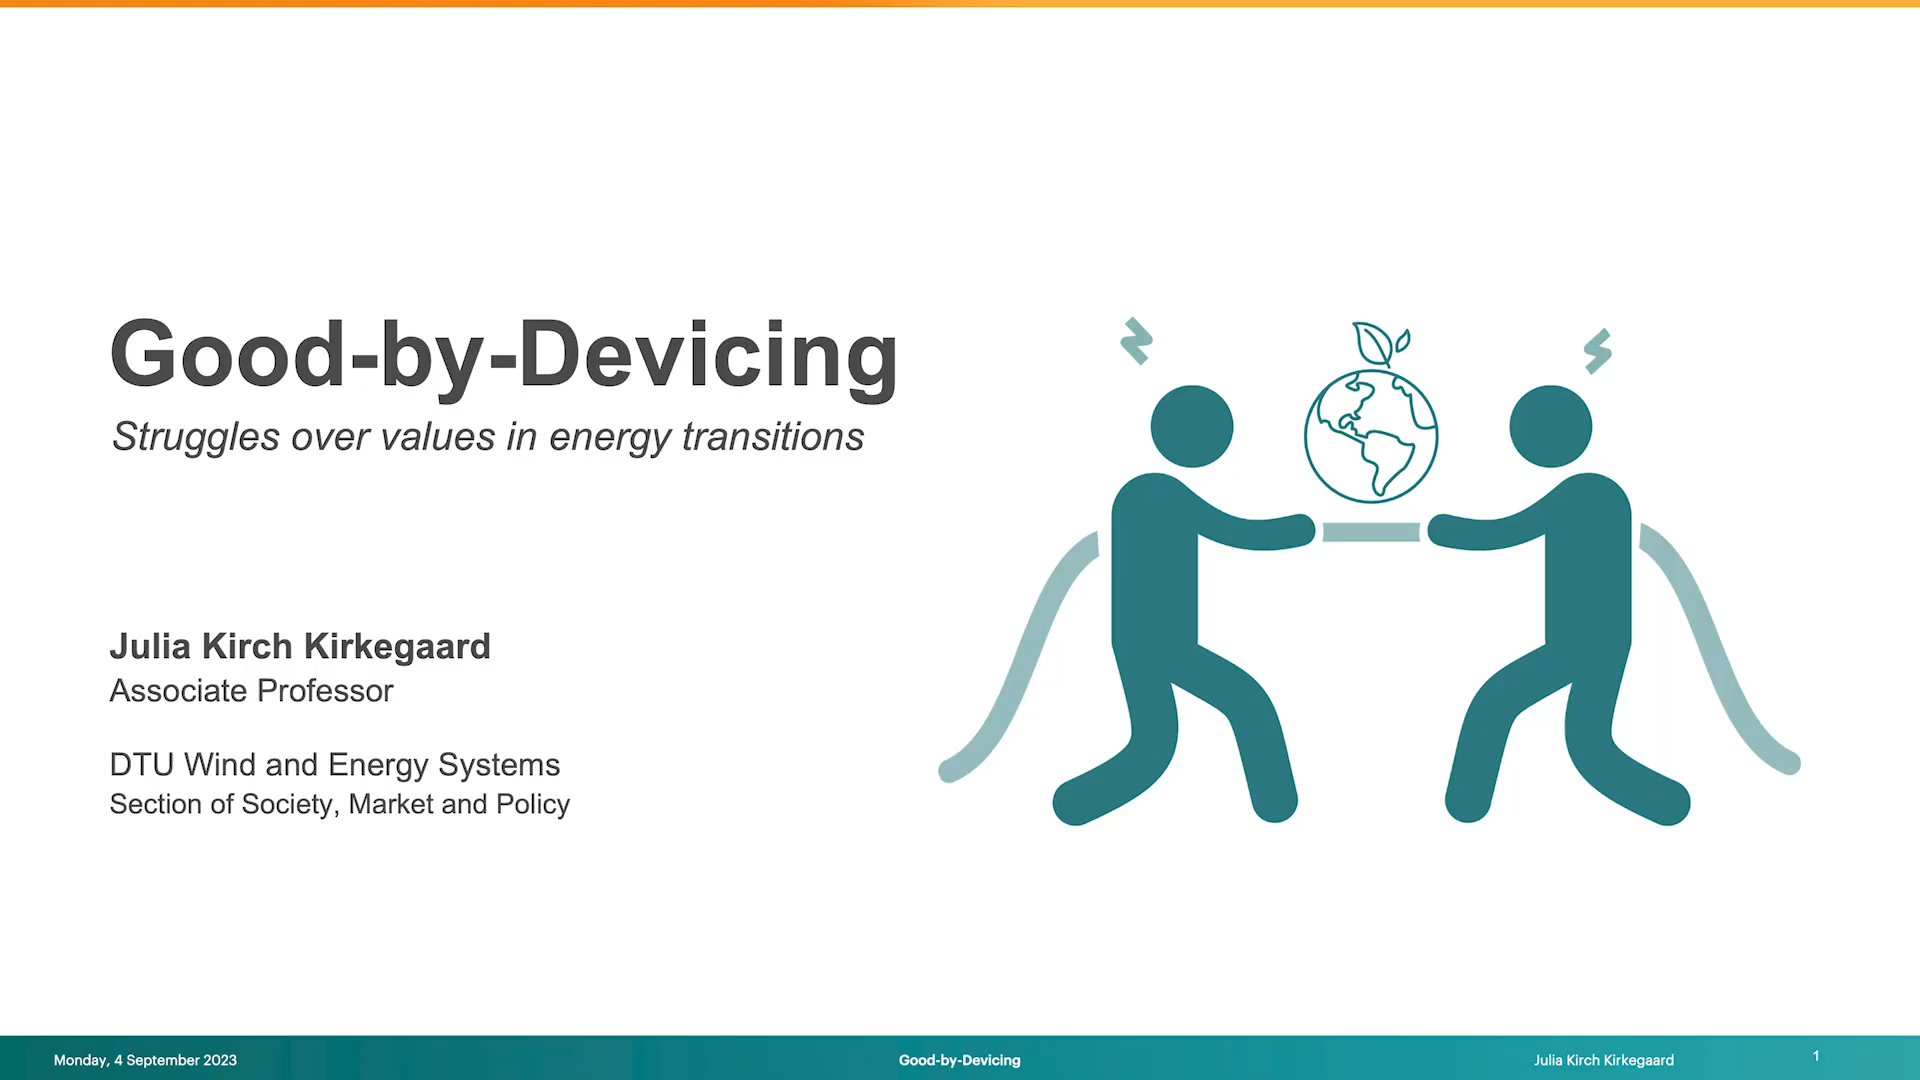 Good-by-Devicing
Struggles over values in energy transitions
Julia Kirch Kirkegaard
Associate Professor
DTU Wind and Energy Systems
Section of Society, Market and Policy
Monday, 4 September 2023
Good-by-Devicing
Julia Kirch Kirkegaard
1